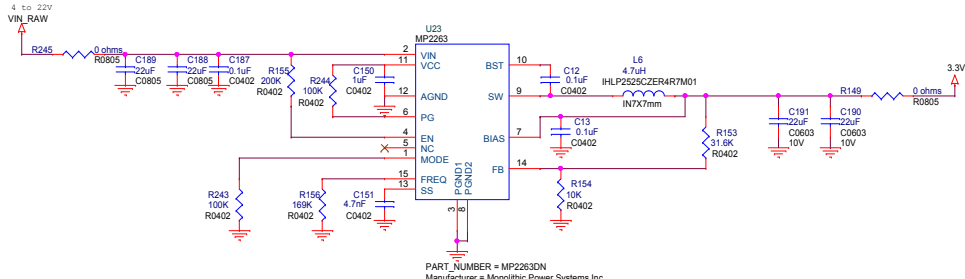 4 to 22V
VIN_RAW
R245
0 ohms
R0805
C189
22uF
C0805
C188
22uF
C0805
C187
0.1uF
C0402
R155
200K
R0402
R244
100K
R0402
C150
1uF
C0402
U23
MP2263
2
VIN
11
VCC
12
AGND
6
PG
4
EN
5
NC
1
MODE
15
FREQ
13
SS
BST
10
SW
9
BIAS
7
FB
14
PGND1
PGND2
3
8
R243
100K
R0402
R156
169K
R0402
C151
4.7nF
C0402
C12
0.1uF
C0402
L6
4.7uH
IHLP2525CZER4R7M01
IN7X7mm
C13
0.1uF
C0402
R153
31.6K
R0402
R154
10K
R0402
C191
22uF
C0603
10V
C190
22uF
C0603
10V
R149
0 ohms
R0805
3.3V
PART_NUMBER = MP2263DN
Manufacturer = Monolithic Power Systems Inc